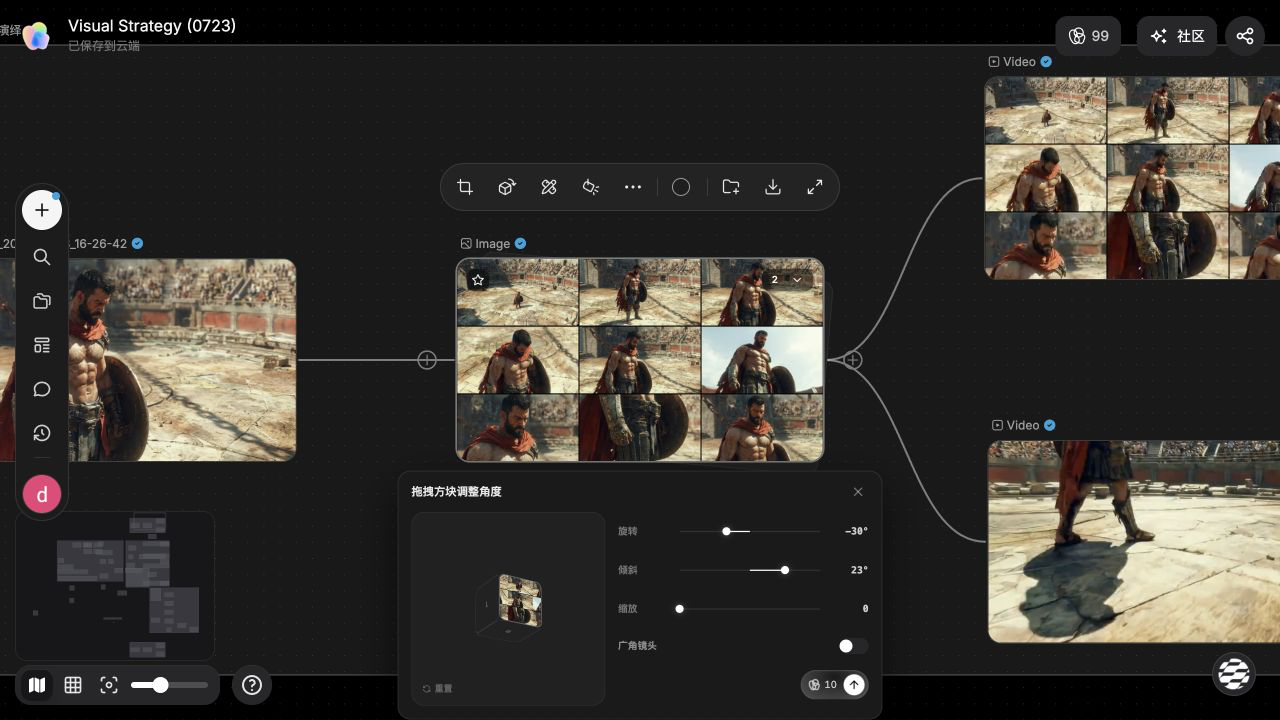 演绎
Visual Strategy (0723)
已保存到云端
99
社区
Video
_20
_16-26-42
Image
2
Video
d
拖拽方块调整角度
旋转
−30°
倾斜
23°
缩放
0
广角镜头
重置
10